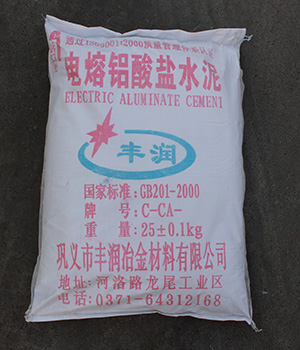 通过ISO9001:2000质量管理体系认证
电熔铝酸盐水泥
ELECTRIC ALUMINATE CEMENT
丰润
国家标准:GB201-2000
牌 号:C-CA-
重 量:25±0.1kg
巩义市丰润冶金材料有限公司
地址:河洛路龙尾工业区
电话:0371-64312168